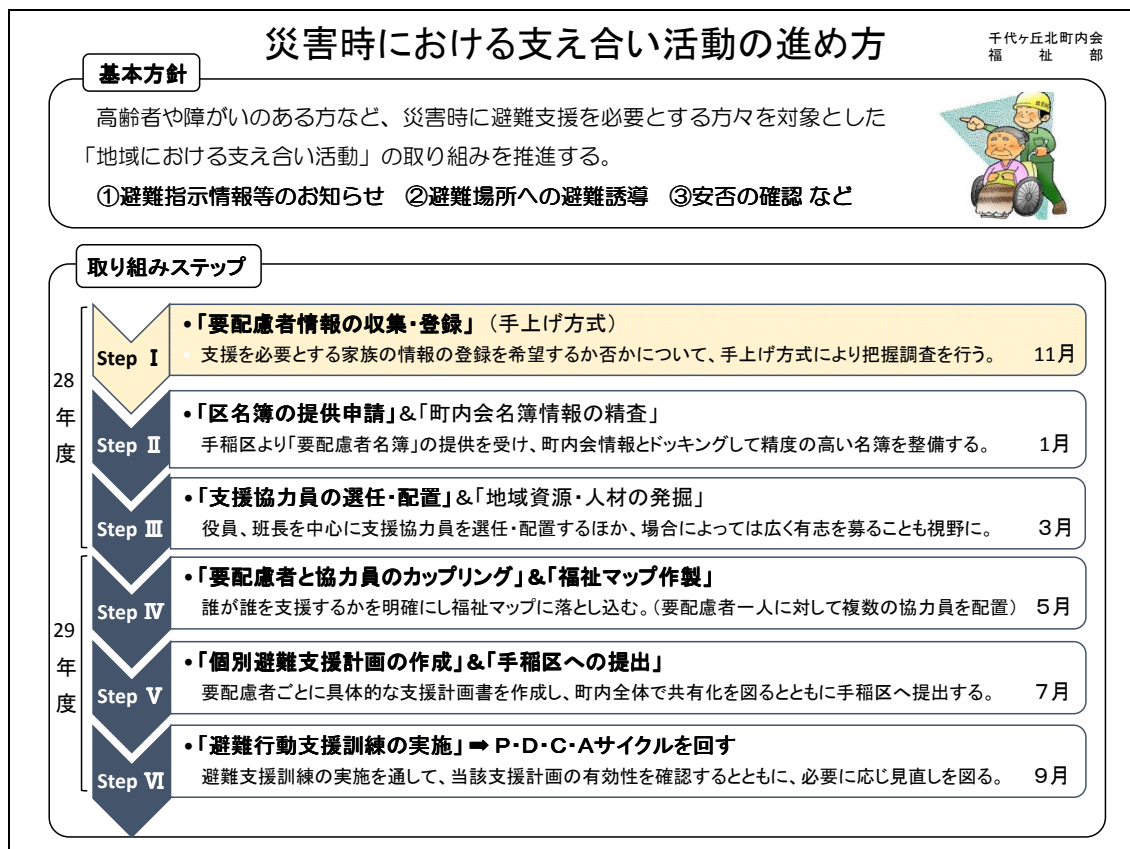 災害時における支え合い活動の進め方
千代ヶ丘北町内会
福祉部
基本方針
高齢者や障がいのある方など、災害時に避難支援を必要とする方々を対象とした
「地域における支え合い活動」の取り組みを推進する。
①避難指示情報等のお知らせ ②避難場所への避難誘導 ③安否の確認 など
取り組みステップ
28年度
Step Ⅰ
•「要配慮者情報の収集・登録」（手上げ方式）
支援を必要とする家族の情報の登録を希望するか否かについて、手上げ方式により把握調査を行う。 11月
Step Ⅱ
•「区名簿の提供申請」&「町内会名簿情報の精査」
手稲区より「要配慮者名簿」の提供を受け、町内会情報とドッキングして精度の高い名簿を整備する。 1月
Step Ⅲ
•「支援協力員の選任・配置」&「地域資源・人材の発掘」
役員、班長を中心に支援協力員を選任・配置するほか、場合によっては広く有志を募ることも視野に。 3月
29年度
Step Ⅳ
•「要配慮者と協力員のカップリング」&「福祉マップ作製」
誰が誰を支援するかを明確にし福祉マップに落とし込む。（要配慮者一人に対して複数の協力員を配置） 5月
Step Ⅴ
•「個別避難支援計画の作成」&「手稲区への提出」
要配慮者ごとに具体的な支援計画書を作成し、町内全体で共有化を図るとともに手稲区へ提出する。 7月
Step Ⅵ
•「避難行動支援訓練の実施」➡ P・D・C・Aサイクルを回す
避難支援訓練の実施を通して、当該支援計画の有効性を確認するとともに、必要に応じ見直しを図る。 9月